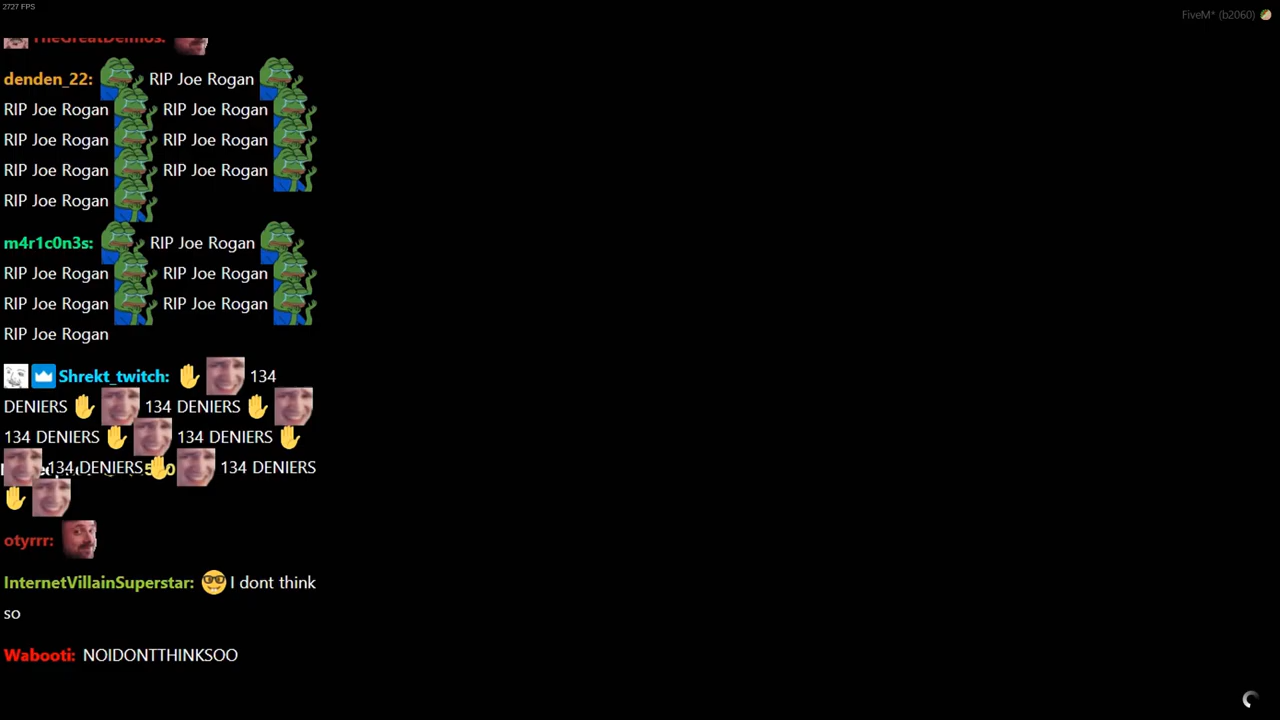 2727 FPS
FiveM* (b2060)
TheGreatDeimos:
denden_22: RIP Joe Rogan
RIP Joe Rogan RIP Joe Rogan
RIP Joe Rogan RIP Joe Rogan
RIP Joe Rogan RIP Joe Rogan
RIP Joe Rogan
m4r1c0n3s: RIP Joe Rogan
RIP Joe Rogan RIP Joe Rogan
RIP Joe Rogan RIP Joe Rogan
RIP Joe Rogan
Shrekt_twitch: ✋ 134
DENIERS ✋ 134 DENIERS ✋
134 DENIERS ✋ 134 DENIERS ✋
134 DENIERS ✋ 134 DENIERS
✋
otyrrr:
InternetVillainSuperstar: 🤓 I dont think
so
Wabooti: NOIDONTTHINKSOO